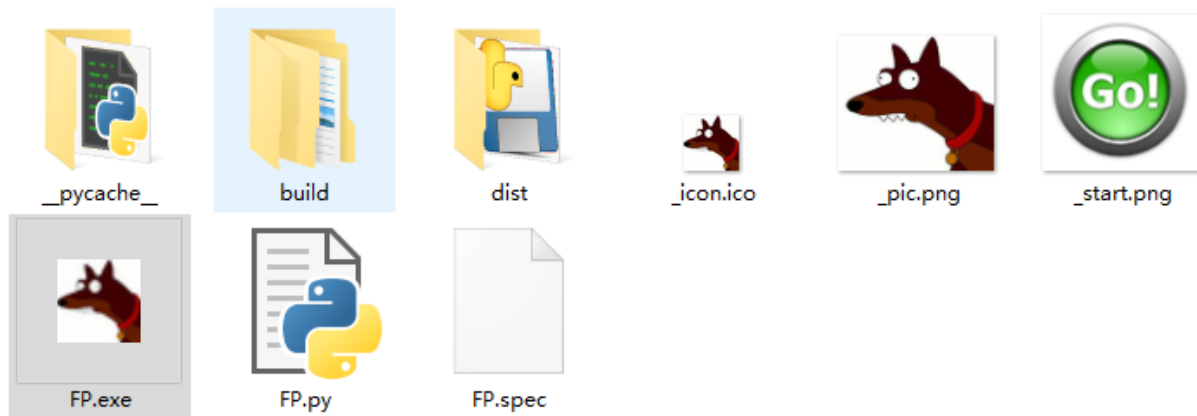 Go!
__pycache__
build
dist
_icon.ico
_pic.png
_start.png
FP.exe
FP.py
FP.spec